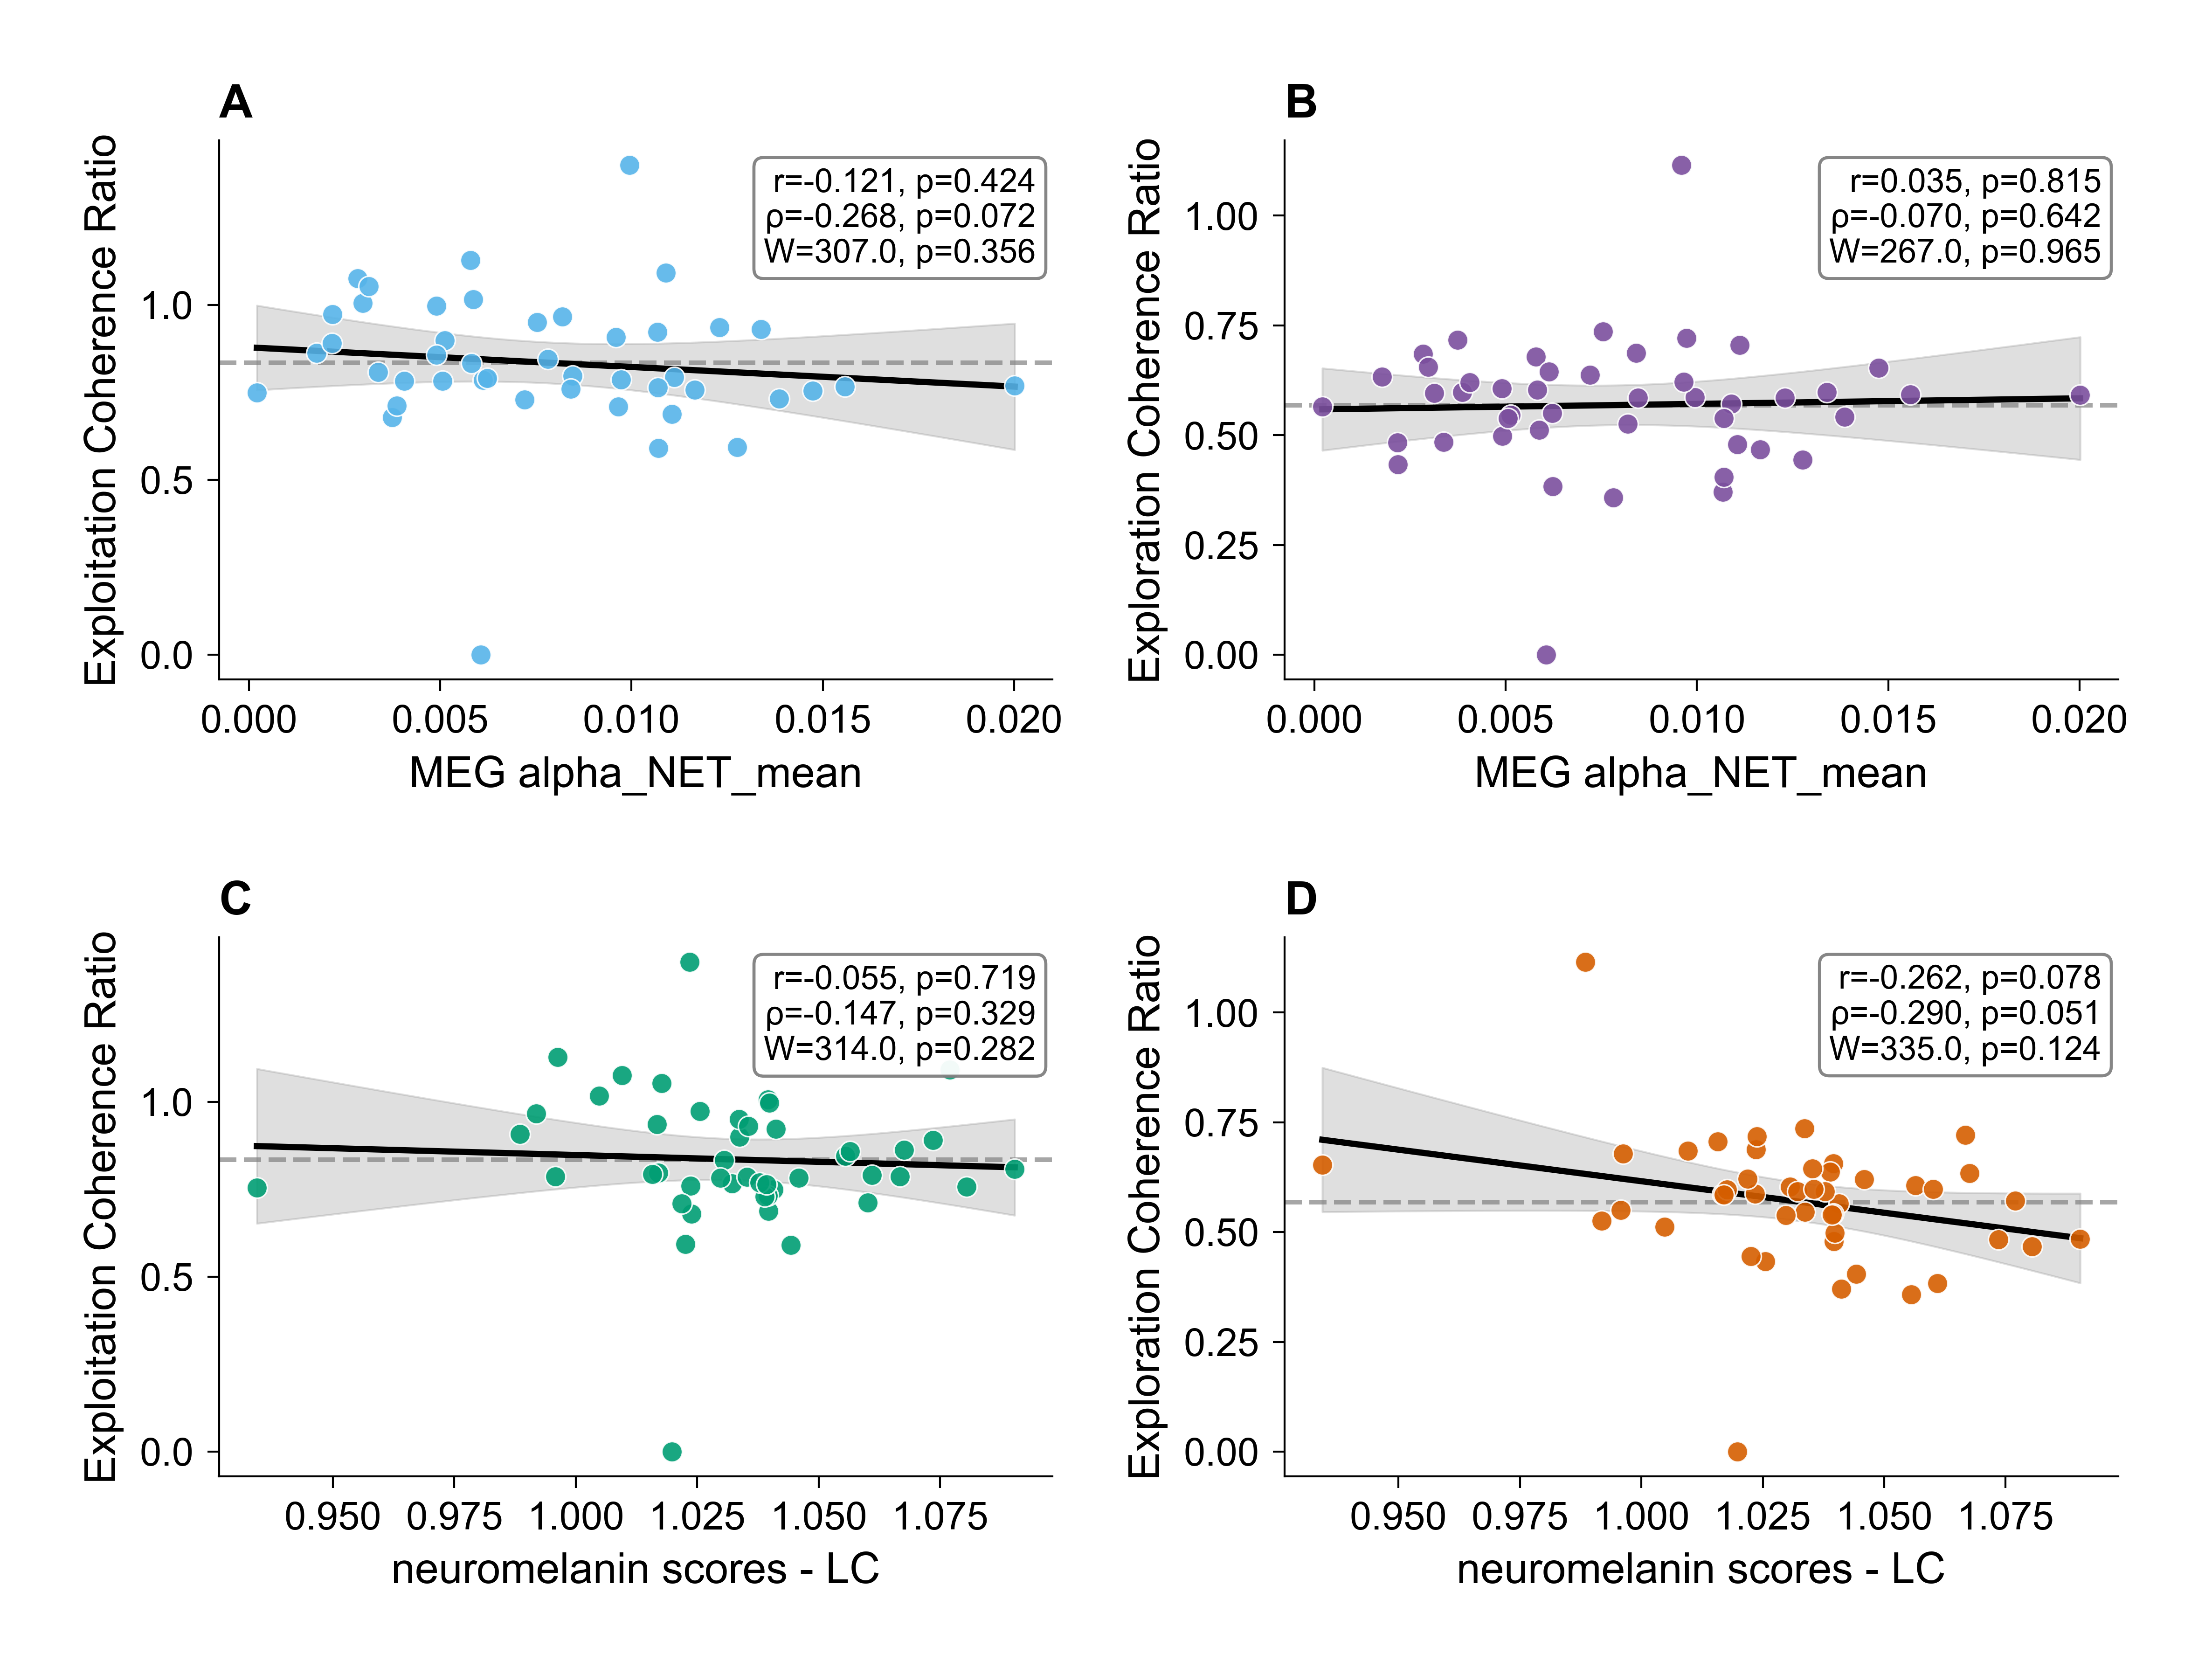 A
Exploitation Coherence Ratio
1.0
0.5
0.0
r=-0.121, p=0.424
ρ=-0.268, p=0.072
W=307.0, p=0.356
0.000 0.005 0.010 0.015 0.020
MEG alpha_NET_mean
B
Exploration Coherence Ratio
1.00
0.75
0.50
0.25
0.00
r=0.035, p=0.815
ρ=-0.070, p=0.642
W=267.0, p=0.965
0.000 0.005 0.010 0.015 0.020
MEG alpha_NET_mean
C
Exploitation Coherence Ratio
1.0
0.5
0.0
r=-0.055, p=0.719
ρ=-0.147, p=0.329
W=314.0, p=0.282
0.950 0.975 1.000 1.025 1.050 1.075
neuromelanin scores - LC
D
Exploration Coherence Ratio
1.00
0.75
0.50
0.25
0.00
r=-0.262, p=0.078
ρ=-0.290, p=0.051
W=335.0, p=0.124
0.950 0.975 1.000 1.025 1.050 1.075
neuromelanin scores - LC